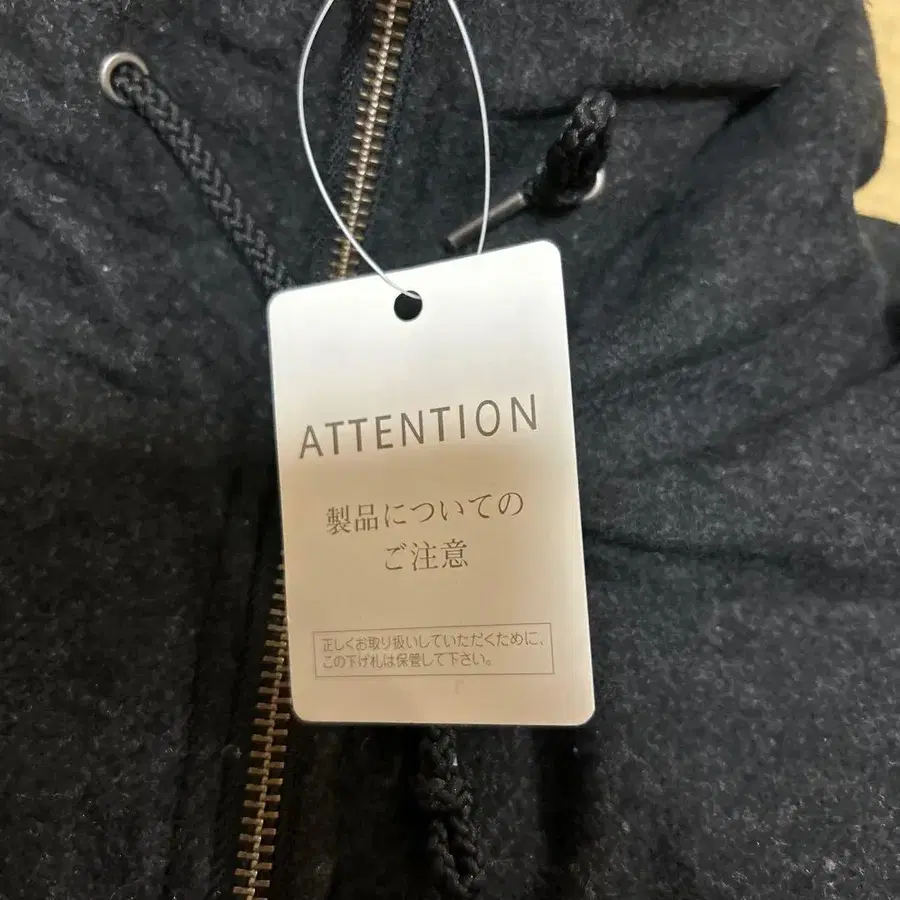 ATTENTION
製品についての
ご注意
正しくお取り扱いしていただくために、
この下げ札は保管して下さい。